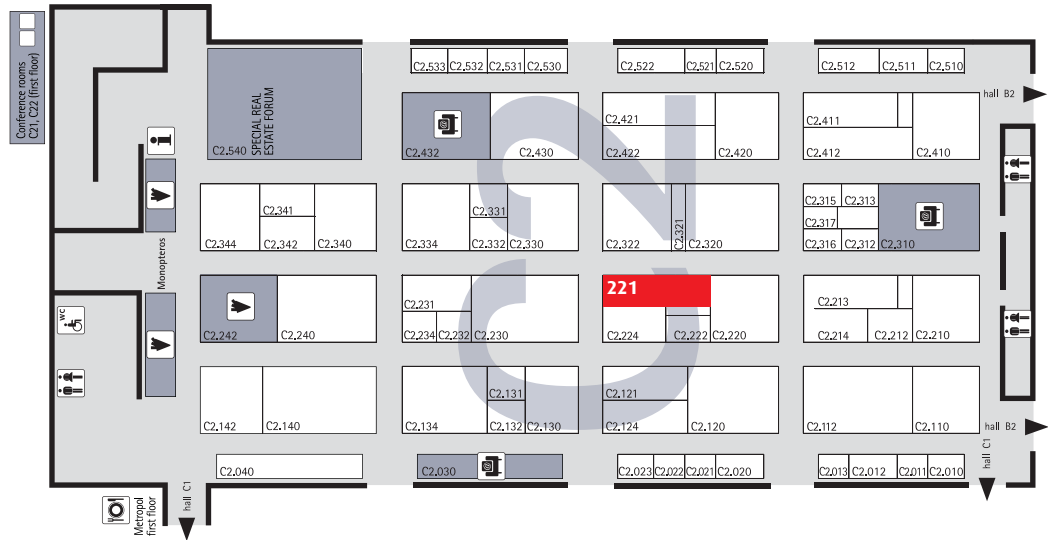 Conference rooms
C21, C22 (first floor)
C2.533
C2.532
C2.531
C2.530
C2.522
C2.521
C2.520
C2.512
C2.511
C2.510
hall B2
C2
SPECIAL REAL
ESTATE FORUM
C2.540
C2.432
C2.430
C2.421
C2.422
C2.420
C2.411
C2.412
C2.410
C2.341
C2.344
C2.342
C2.340
C2.331
C2.334
C2.332
C2.330
C2.322
C2.321
C2.320
C2.315
C2.313
C2.317
C2.316
C2.312
C2.310
Monopteros
WC
221
C2.242
C2.240
C2.231
C2.234
C2.232
C2.230
C2.224
C2.222
C2.220
C2.213
C2.214
C2.212
C2.210
C2.142
C2.140
C2.131
C2.134
C2.132
C2.130
C2.121
C2.124
C2.120
C2.112
C2.110
hall B2
hall C1
C2.040
C2.030
C2.023
C2.022
C2.021
C2.020
C2.013
C2.012
C2.011
C2.010
Metropol
first floor
hall C1